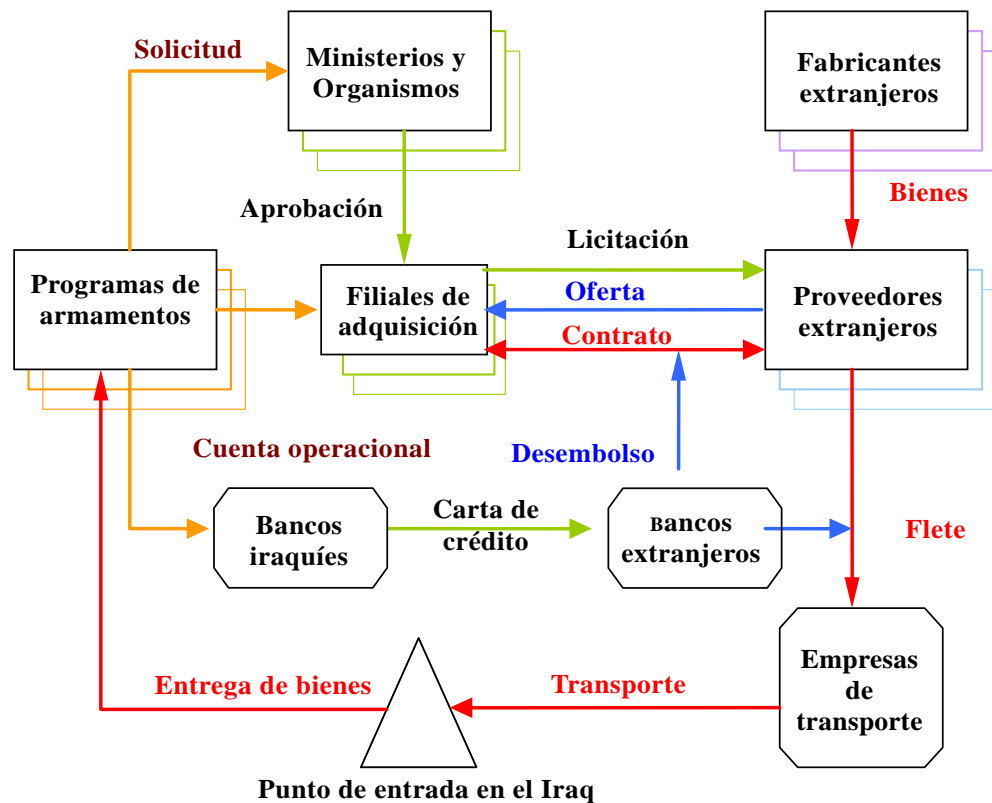 Solicitud
Ministerios y
Organismos
Fabricantes
extranjeros
Bienes
Aprobación
Licitación
Programas de
armamentos
Filiales de
adquisición
Oferta
Contrato
Proveedores
extranjeros
Cuenta operacional
Desembolso
Bancos
iraquíes
Carta de
crédito
Bancos
extranjeros
Flete
Empresas
de
transporte
Entrega de bienes
Transporte
Punto de entrada en el Iraq